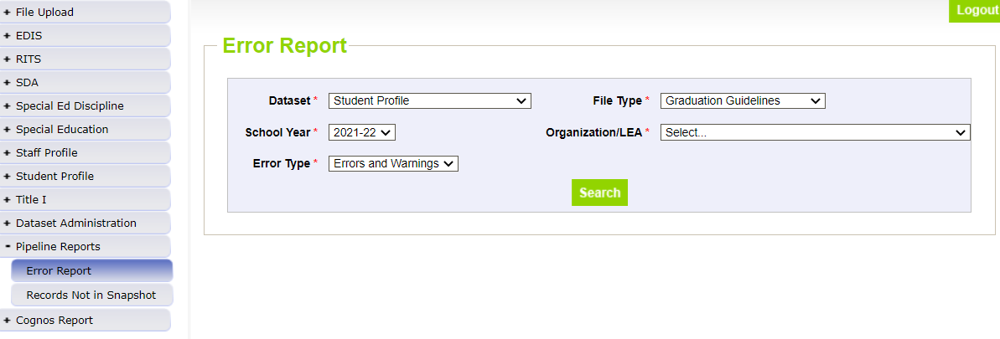 + File Upload
+ EDIS
+ RITS
+ SDA
+ Special Ed Discipline
+ Special Education
+ Staff Profile
+ Student Profile
+ Title I
+ Dataset Administration
- Pipeline Reports
Error Report
Records Not in Snapshot
+ Cognos Report
Logout
Error Report
Dataset * Student Profile File Type * Graduation Guidelines
School Year * 2021-22 Organization/LEA * Select...
Error Type * Errors and Warnings
Search